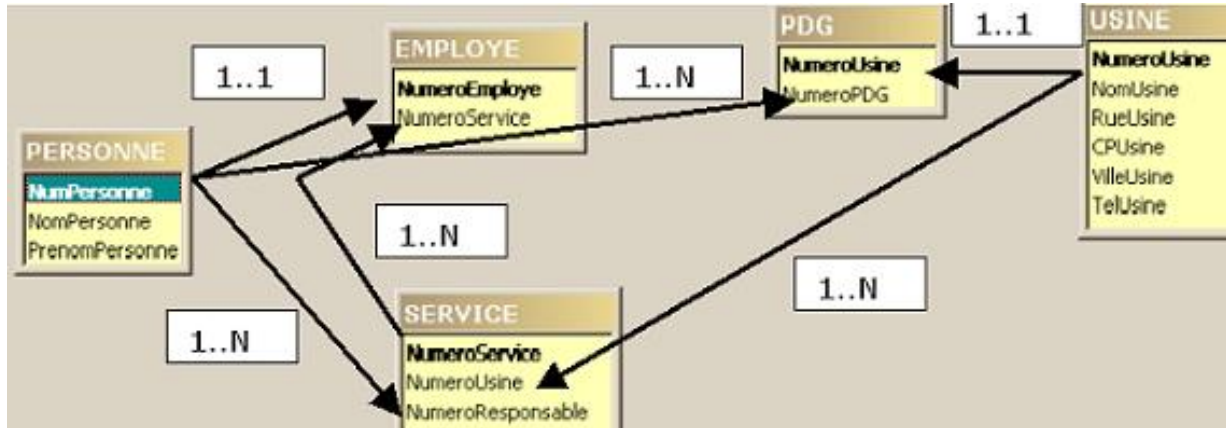 PERSONNE
NumPersonne
NomPersonne
PrenomPersonne
1..1
EMPLOYE
NumeroEmploye
NumeroService
1..N
PDG
NumeroUsine
NumeroPDG
1..1
USINE
NumeroUsine
NomUsine
RueUsine
CPUsine
VilleUsine
TelUsine
1..N
1..N
1..N
SERVICE
NumeroService
NumeroUsine
NumeroResponsable